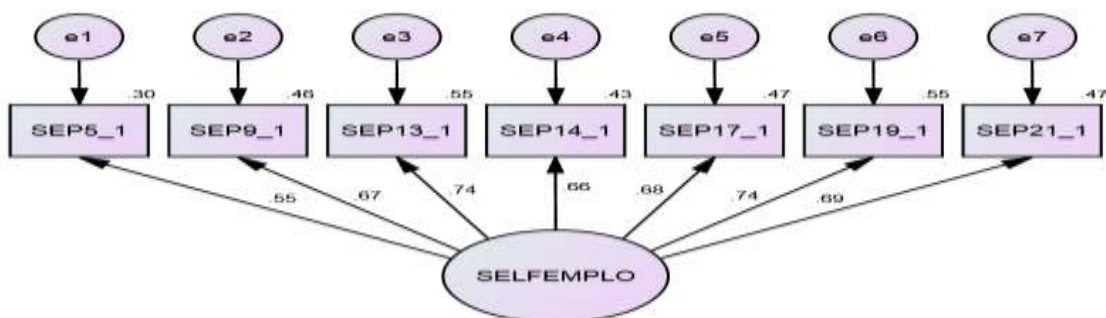 e1 e2 e3 e4 e5 e6 e7
.30 .46 .55 .43 .47 .55 .47
SEP5_1 SEP9_1 SEP13_1 SEP14_1 SEP17_1 SEP19_1 SEP21_1
.55 .67 .74 .66 .68 .74 .69
SELFEMPLO